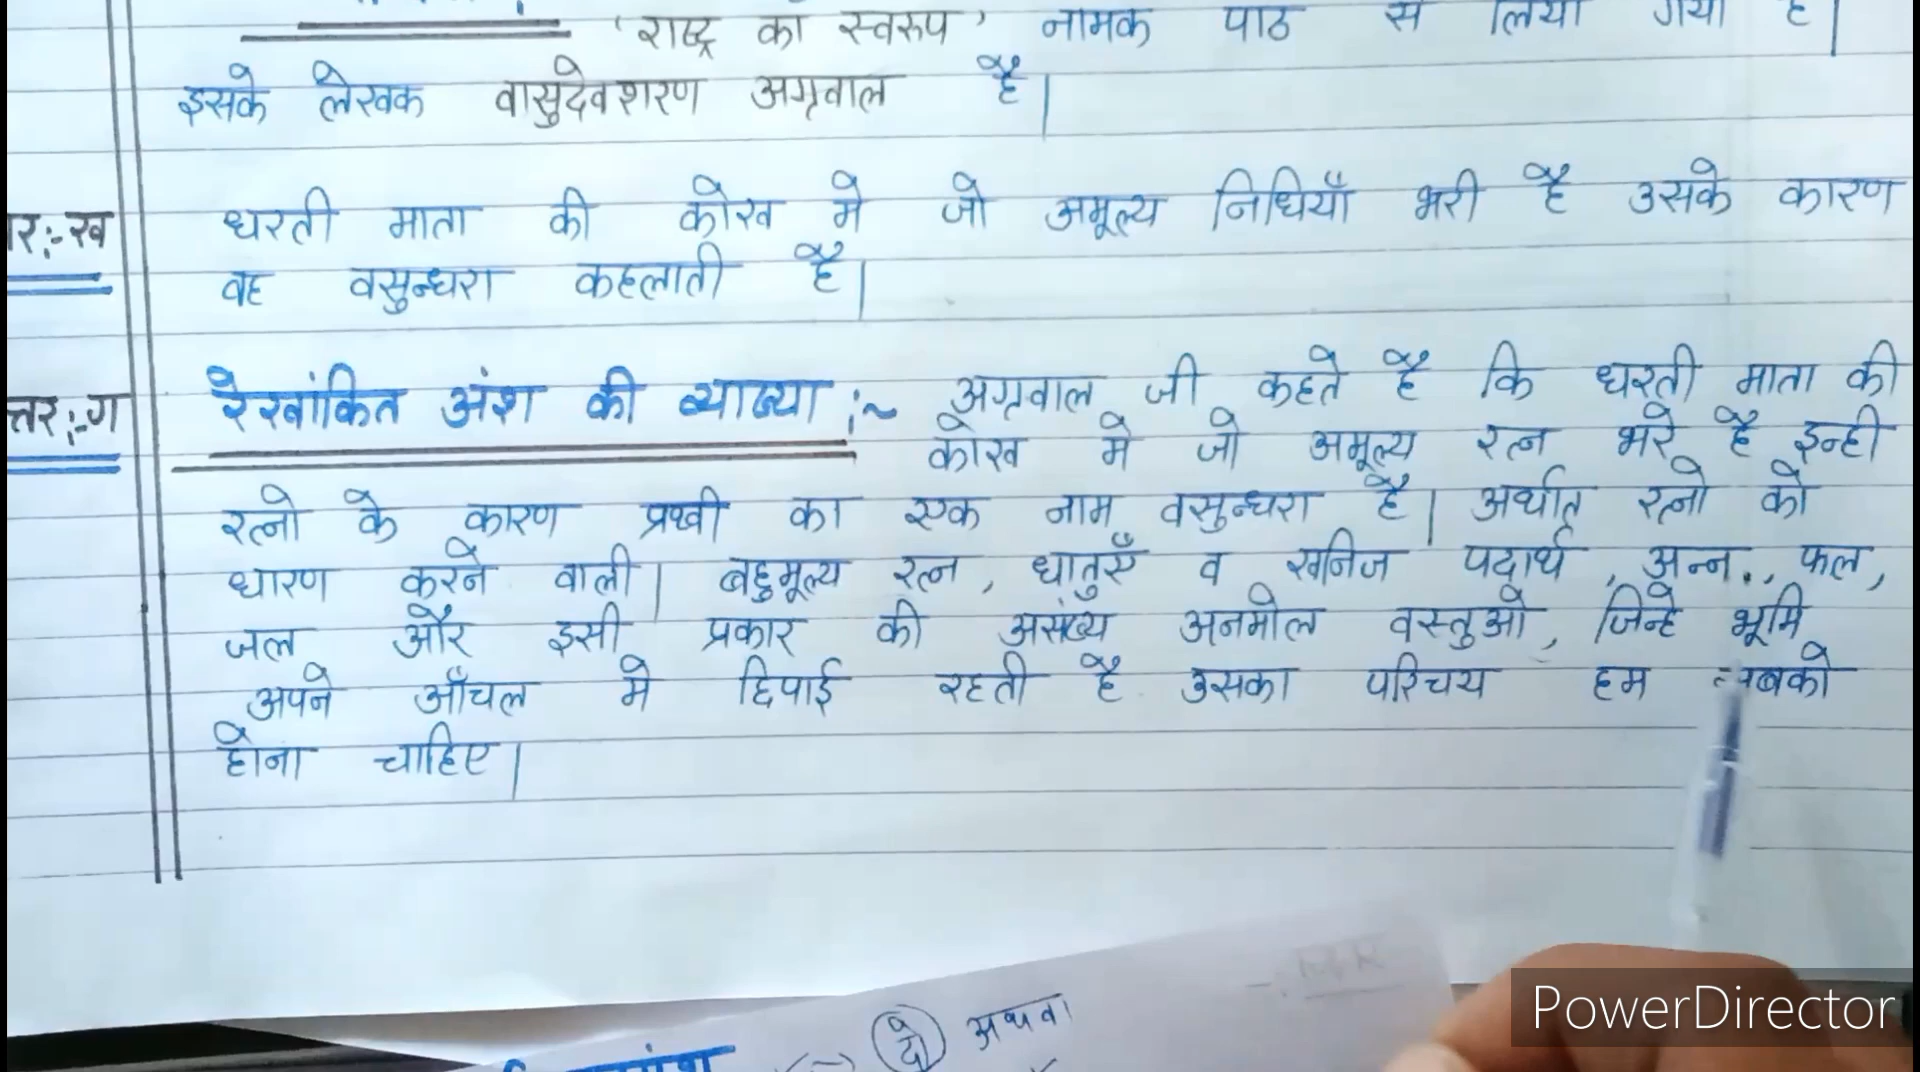 'राष्ट्र का स्वरुप' नामक पाठ से लिया गया है।
इसके लेखक वासुदेवशरण अग्रवाल है।
र:-ख धरती माता की कोख मे जो अमूल्य निधियाँ भरी है उसके कारण
वह वसुन्धरा कहलाती है।
त्तर:-ग रेखांकित अंश की व्याख्या :~ अग्रवाल जी कहते है कि धरती माता की
कोख मे जो अमूल्य रत्न भरे है इन्ही
रत्नो के कारण प्रथ्वी का एक नाम वसुन्धरा है। अर्थात् रत्नो को
धारण करने वाली। बहुमूल्य रत्न, धातुएँ व खनिज पदार्थ, अन्न, फल,
जल और इसी प्रकार की असंख्य अनमोल वस्तुओ, जिन्हे भूमि
अपने आँचल मे छिपाई रहती है उसका परिचय हम सबको
होना चाहिए।
दो अथवा
PowerDirector